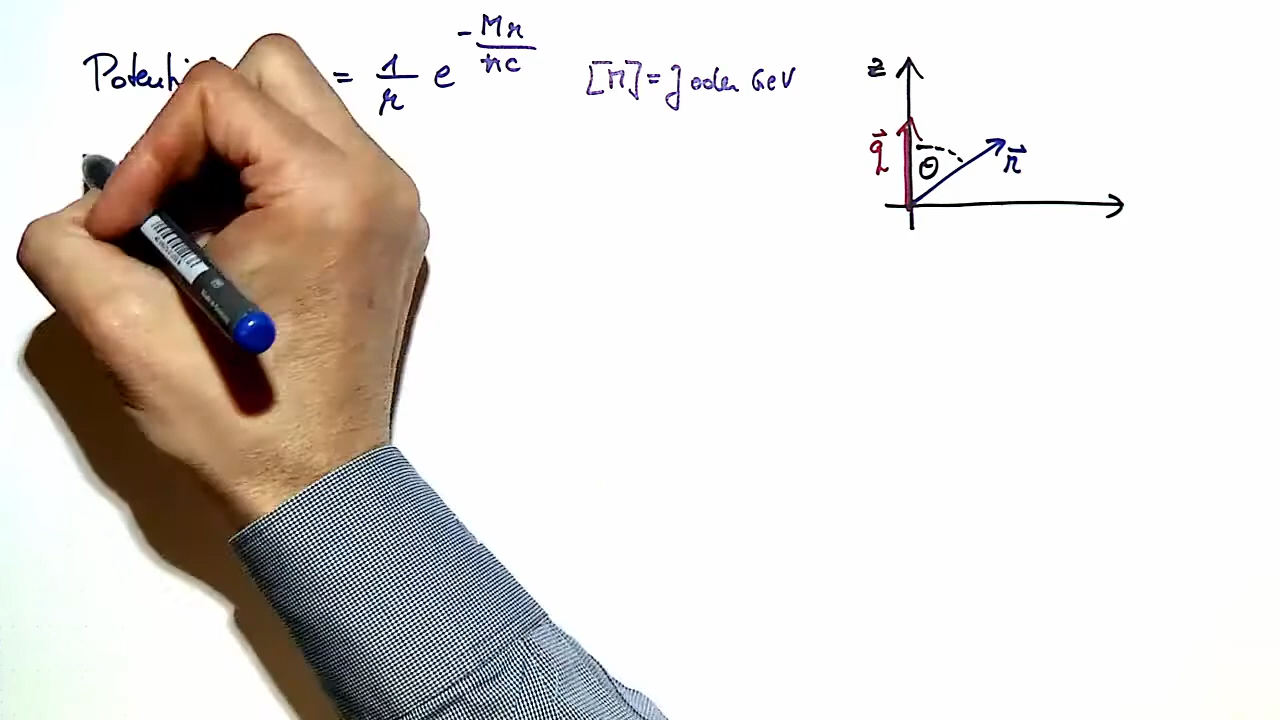 Potenti = 1/r e^(-Mr/ħc) [M] = J oder GeV
z
q⃗ θ r⃗